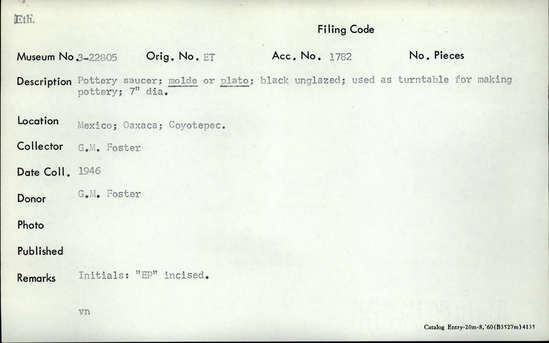 Eth.
Filing Code
Museum No. 3-22805 Orig. No. ET Acc. No. 1782 No. Pieces
Description Pottery saucer; molde or plato; black unglazed; used as turntable for making
pottery; 7" dia.
Location Mexico; Oaxaca; Coyotepec.
Collector G.M. Foster
Date Coll. 1946
Donor G.M. Foster
Photo
Published
Remarks Initials: "EP" incised.
vn
Catalog Entry-20m-8,'60(B3527m)4135